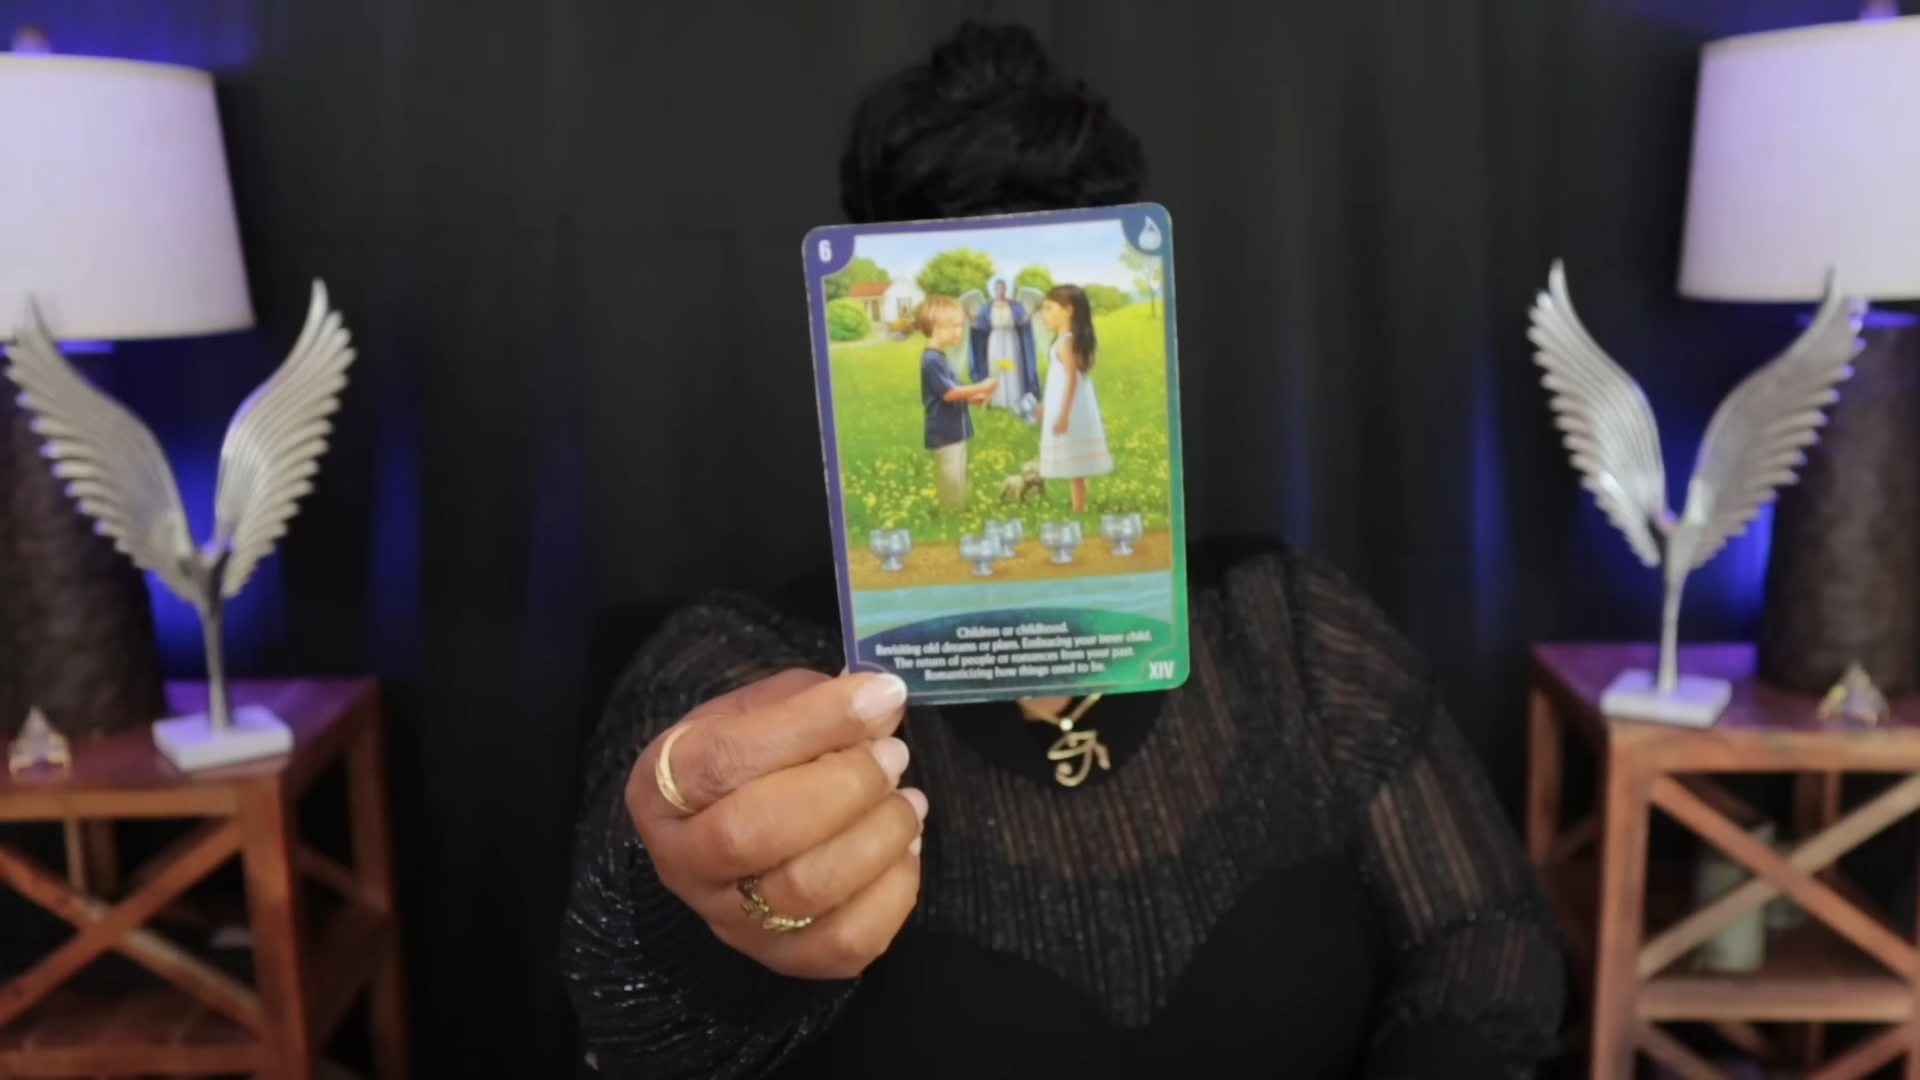 6
Children or childhood.
Revisiting old dreams or plans. Embracing your inner child.
The return of people or romances from your past.
Romanticizing how things used to be.
XIV